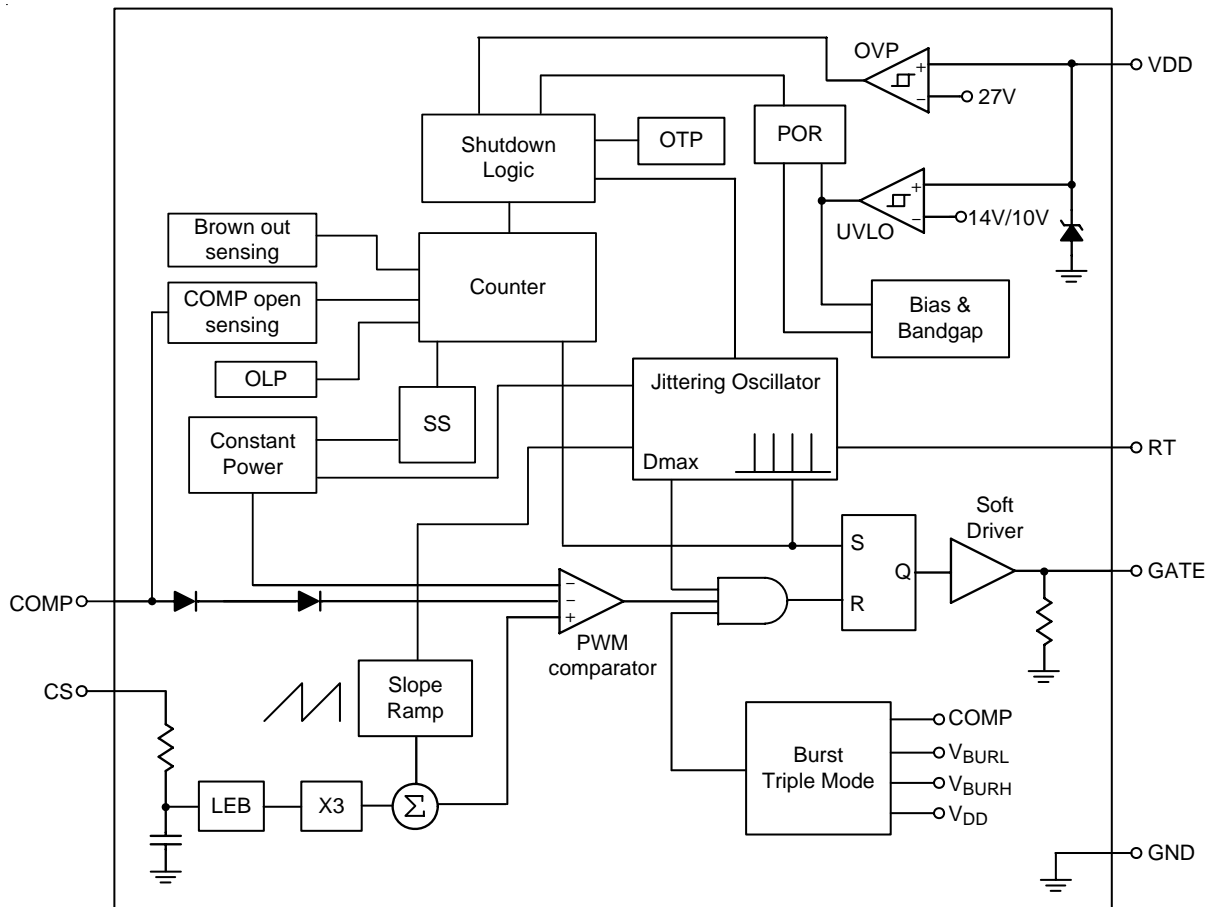 OVP
+
−
27V
VDD
Shutdown
Logic
OTP
POR
+
−
14V/10V
UVLO
Brown out
sensing
COMP open
sensing
Counter
Bias &
Bandgap
OLP
SS
Jittering Oscillator
Dmax
RT
Constant
Power
Soft
Driver
S
Q
R
GATE
COMP
−
−
+
PWM
comparator
CS
Slope
Ramp
Burst
Triple Mode
COMP
VBURL
VBURH
VDD
LEB
X3
Σ
GND